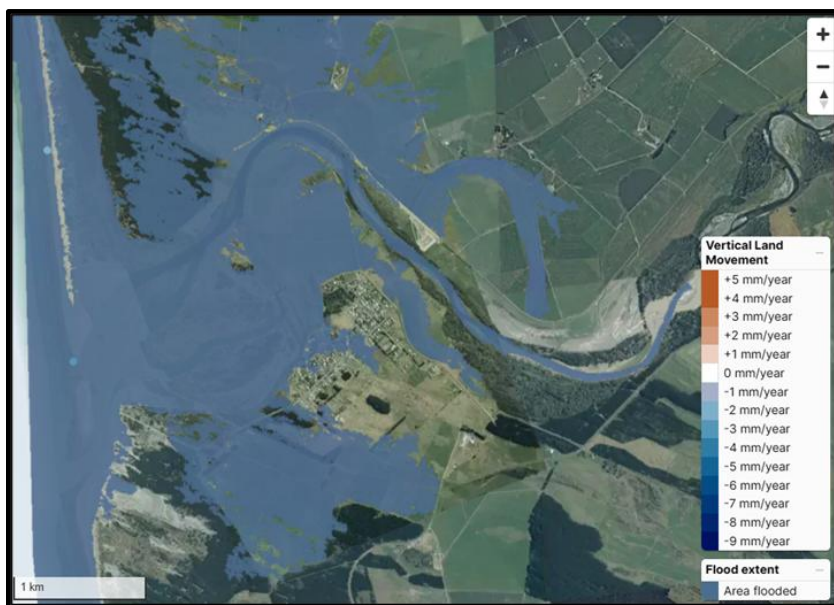 +
−
Vertical Land
Movement
+5 mm/year
+4 mm/year
+3 mm/year
+2 mm/year
+1 mm/year
0 mm/year
-1 mm/year
-2 mm/year
-3 mm/year
-4 mm/year
-5 mm/year
-6 mm/year
-7 mm/year
-8 mm/year
-9 mm/year
Flood extent
Area flooded
1 km